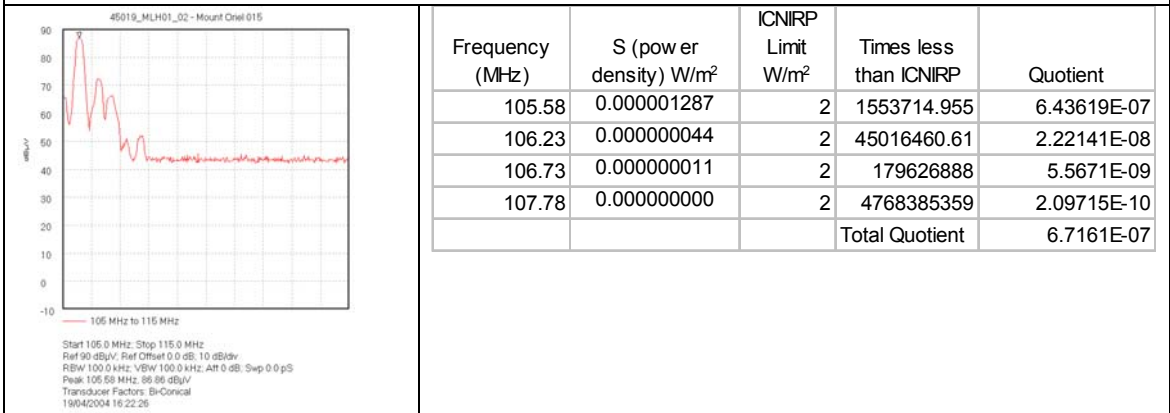 45019_MLH01_02 - Mount Oriel 015
90
80
70
60
50
40
30
20
10
0
-10
dBµV
105 MHz to 115 MHz
Start 105.0 MHz; Stop 115.0 MHz
Ref 90 dBµV; Ref Offset 0.0 dB; 10 dB/div
RBW 100.0 kHz; VBW 100.0 kHz; Att 0 dB; Swp 0.0 pS
Peak 105.58 MHz, 86.86 dBµV
Transducer Factors: Bi-Conical
19/04/2004 16:22:26
Frequency (MHz) S (pow er density) W/m² ICNIRP Limit W/m² Times less than ICNIRP Quotient
105.58 0.000001287 2 1553714.955 6.43619E-07
106.23 0.000000044 2 45016460.61 2.22141E-08
106.73 0.000000011 2 179626888 5.5671E-09
107.78 0.000000000 2 4768385359 2.09715E-10
Total Quotient 6.7161E-07